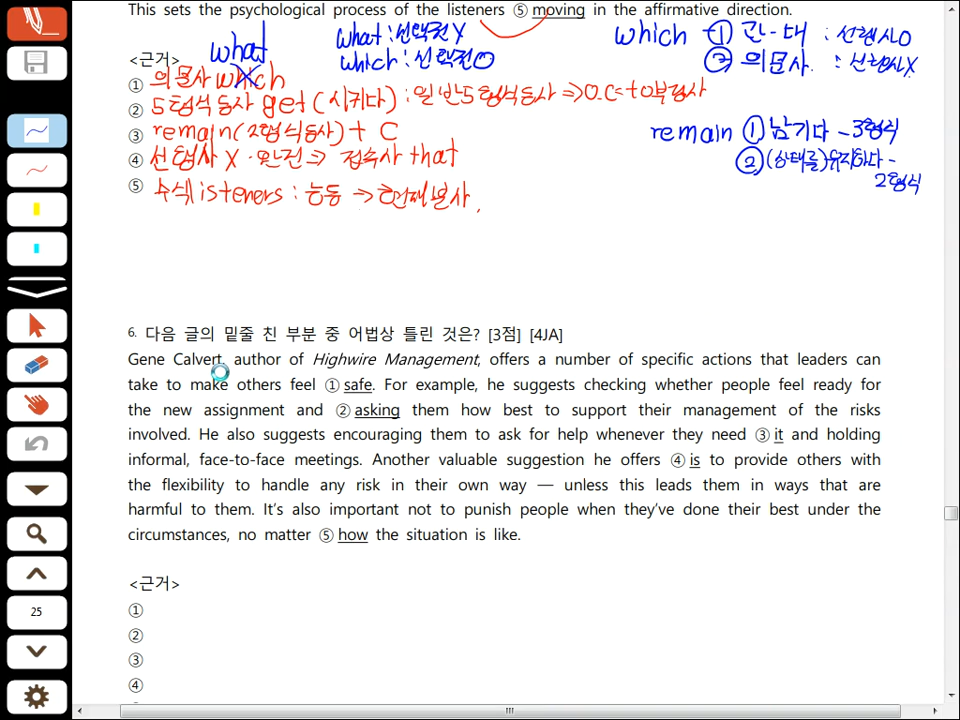 This sets the psychological process of the listeners ⑤ moving in the affirmative direction.
<근거>
what
what : 선택권 X
which : 선택권 O
which - ① 관·대 : 선행사 O
② 의문사 : 선행사 X
① 의문사 which
② 5형식 동사 get (시키다) : 일반 5형식동사 ⇒ O.C = to부정사
③ remain (2형식동사) + C
④ 선행사 X · 완전 ⇒ 접속사 that
⑤ 수식 listeners : 능동 → 현재분사
remain ① 남기다 - 3형식
② (상태를) 유지하다 - 2형식
6. 다음 글의 밑줄 친 부분 중 어법상 틀린 것은? [3점] [4JA]
Gene Calvert, author of Highwire Management, offers a number of specific actions that leaders can
take to make others feel ① safe. For example, he suggests checking whether people feel ready for
the new assignment and ② asking them how best to support their management of the risks
involved. He also suggests encouraging them to ask for help whenever they need ③ it and holding
informal, face-to-face meetings. Another valuable suggestion he offers ④ is to provide others with
the flexibility to handle any risk in their own way — unless this leads them in ways that are
harmful to them. It's also important not to punish people when they've done their best under the
circumstances, no matter ⑤ how the situation is like.
<근거>
①
②
③
④
25